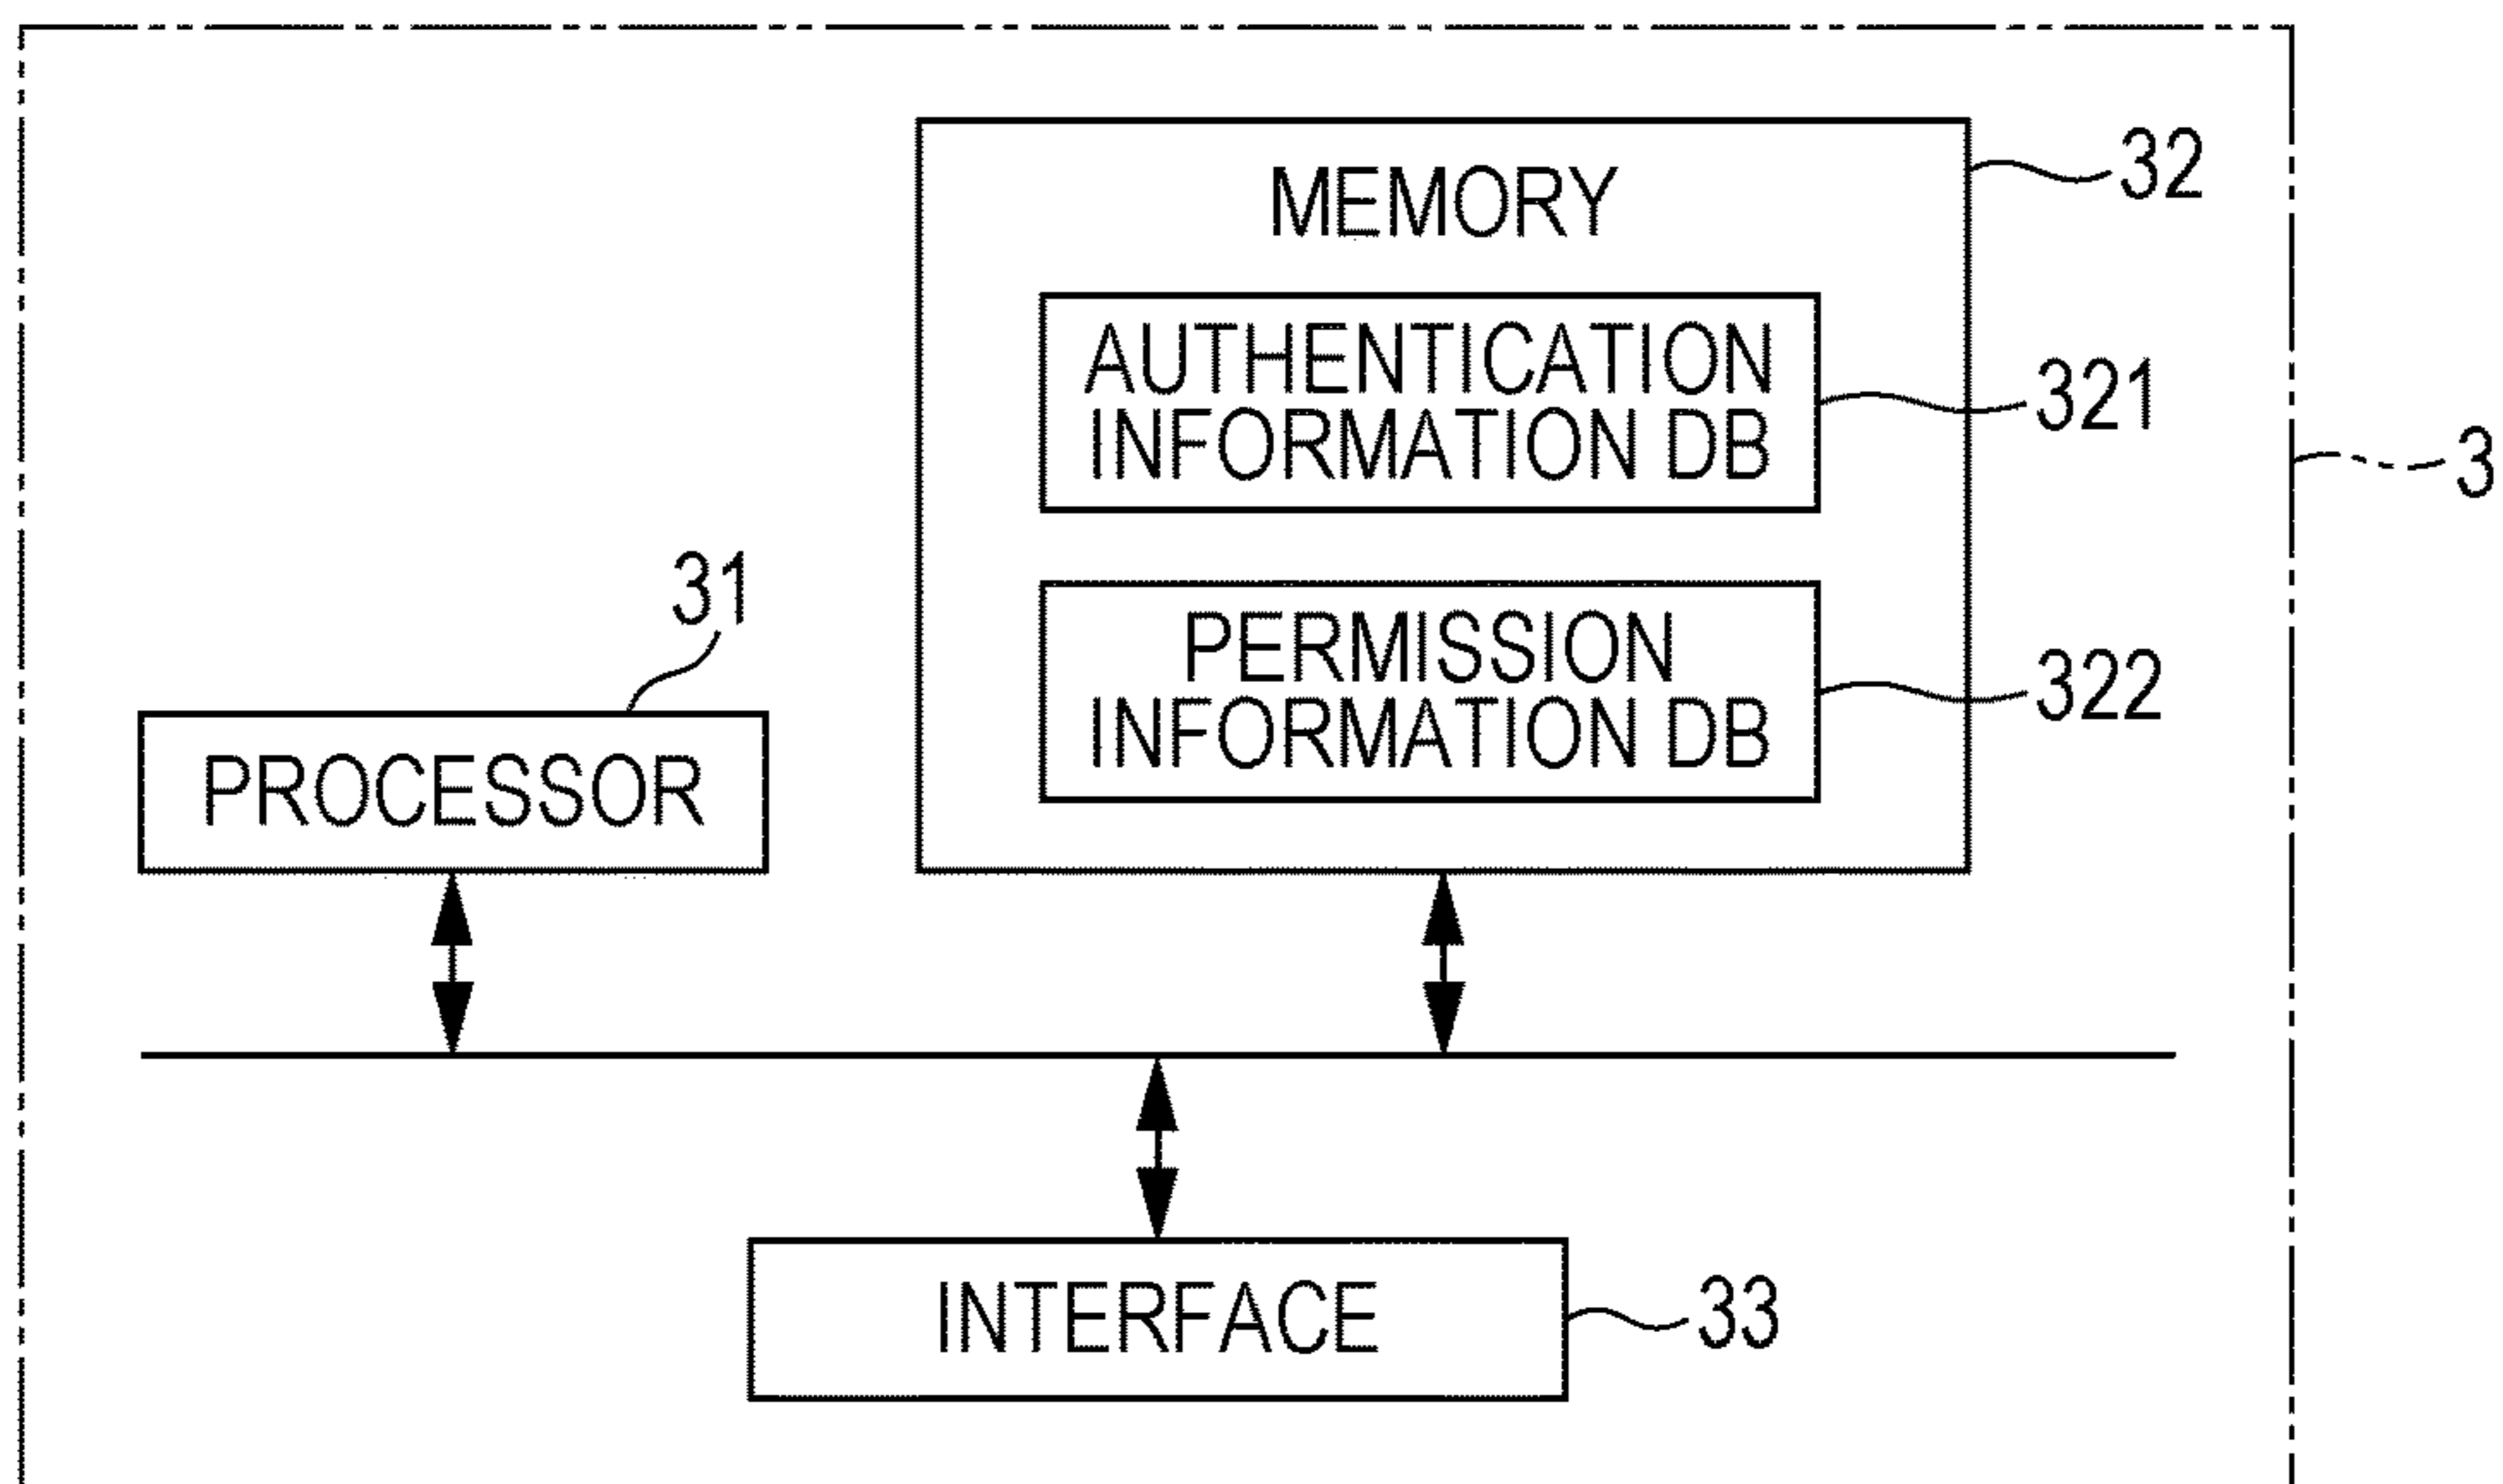 MEMORY
32
AUTHENTICATION
INFORMATION DB
321
3
PERMISSION
INFORMATION DB
322
31
PROCESSOR
INTERFACE
33